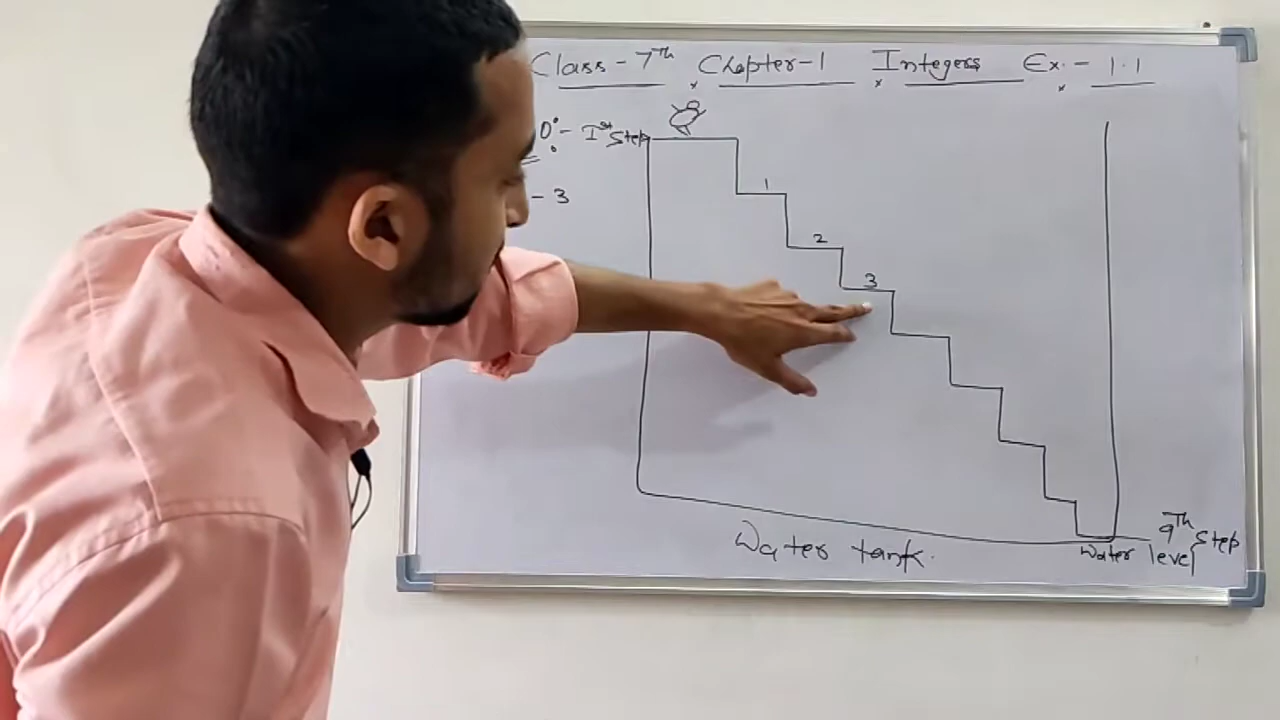 Class - 7Th Chapter-1 Integers Ex. - 1.1
0:- Ist Step
- 3
1
2
3
9Th Step
Water level
Water tank.